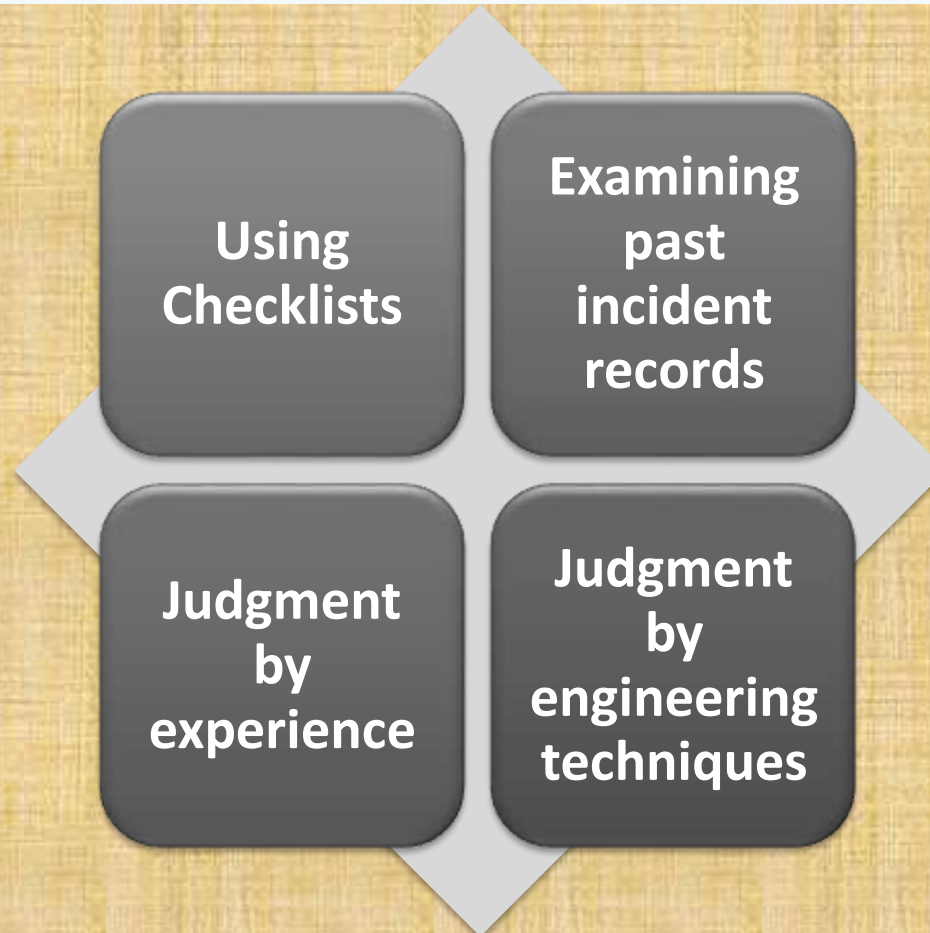 Using
Checklists
Examining
past
incident
records
Judgment
by
experience
Judgment
by
engineering
techniques